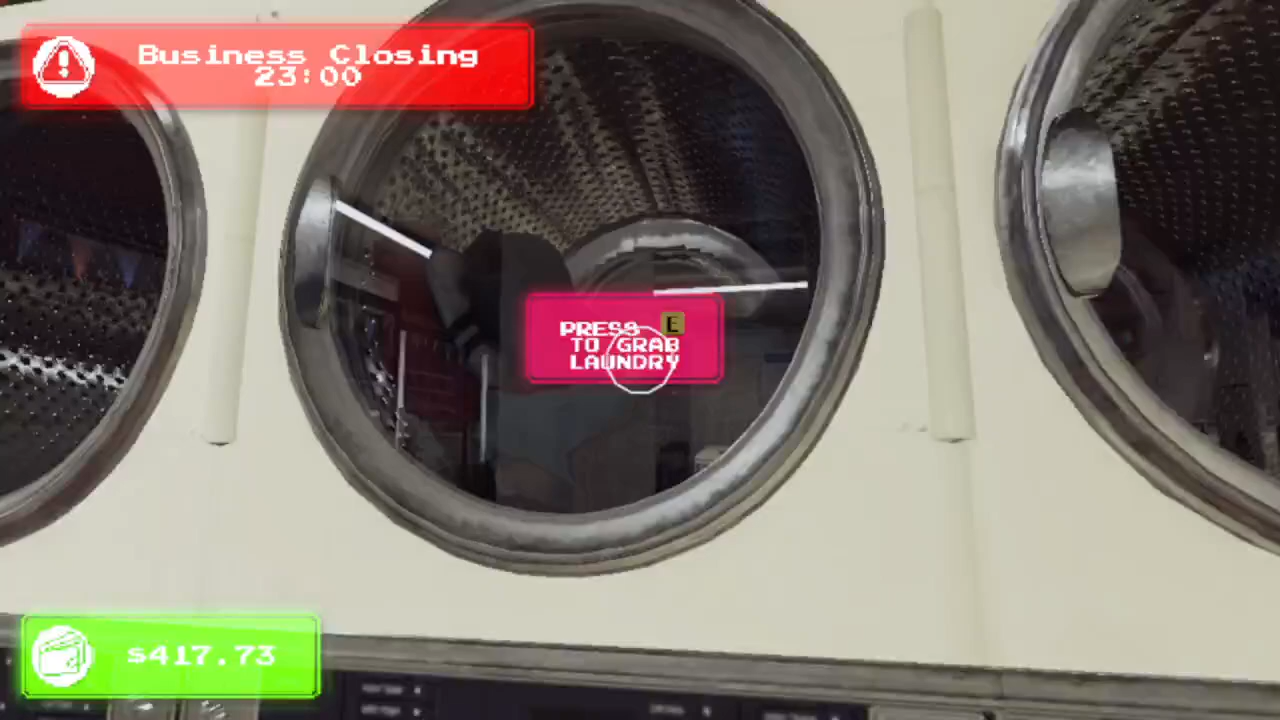 Business Closing
23:00
PRESS E
TO GRAB
LAUNDRY
$417.73